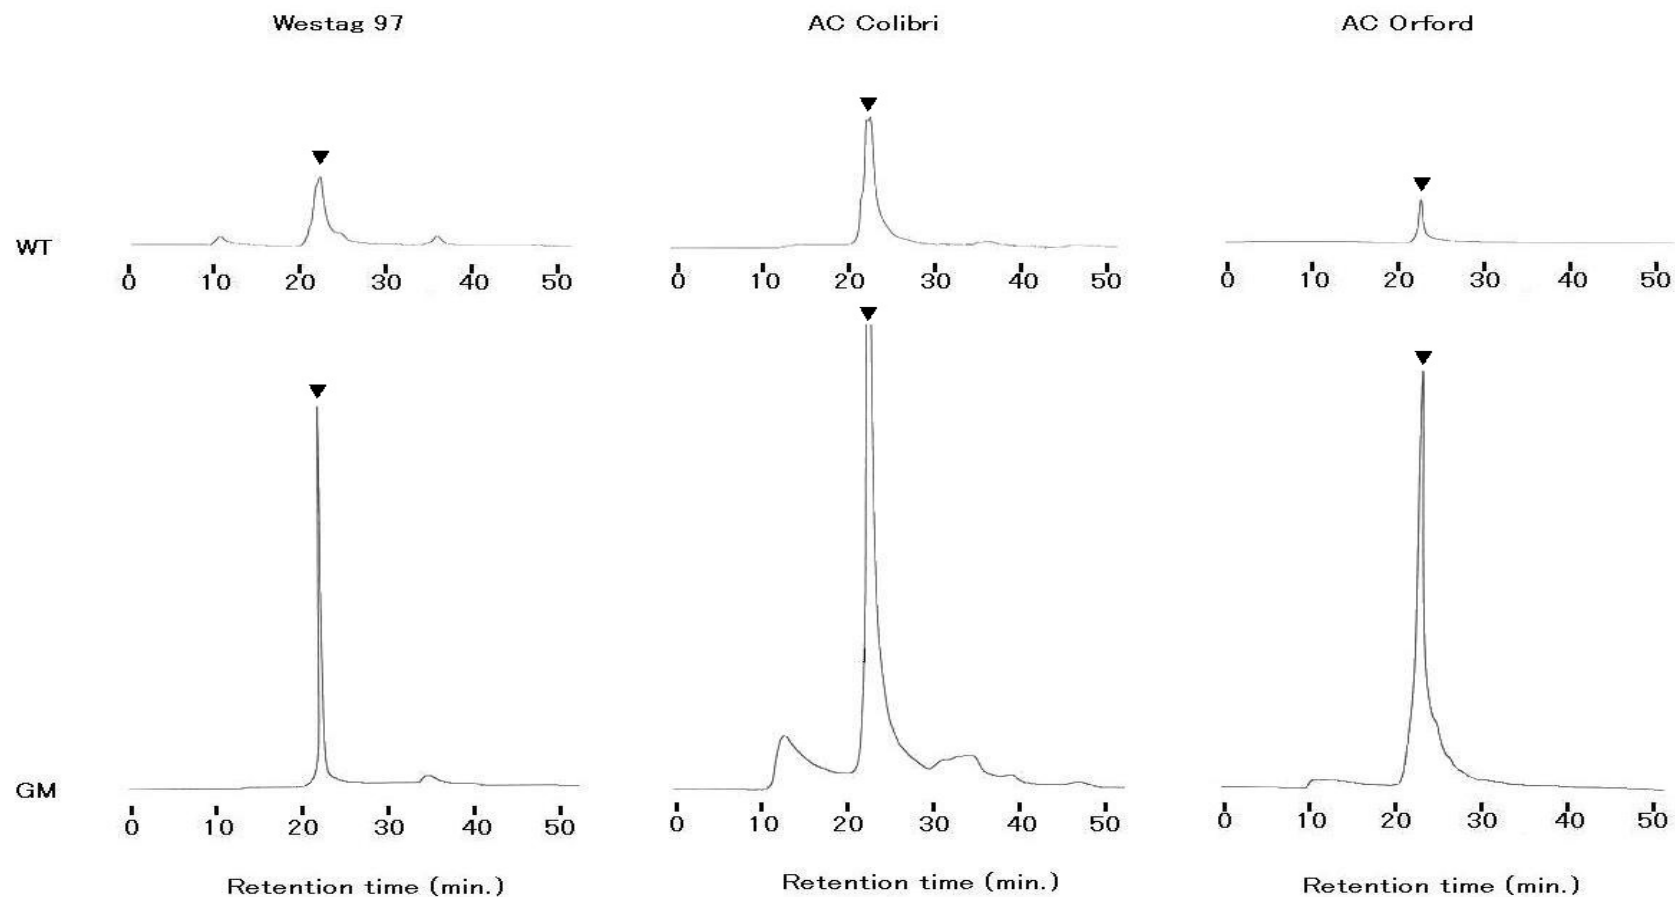 Westag 97 AC Colibri AC Orford
WT
0 10 20 30 40 50 0 10 20 30 40 50 0 10 20 30 40 50
GM
0 10 20 30 40 50 0 10 20 30 40 50 0 10 20 30 40 50
Retention time (min.) Retention time (min.) Retention time (min.)